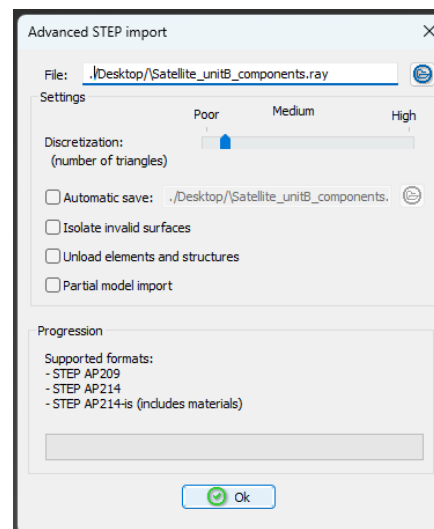 Advanced STEP import
File: ./Desktop/\Satellite_unitB_components.ray
Settings
Poor Medium High
Discretization:
(number of triangles)
Automatic save: ./Desktop/\Satellite_unitB_components.
Isolate invalid surfaces
Unload elements and structures
Partial model import
Progression
Supported formats:
- STEP AP209
- STEP AP214
- STEP AP214-is (includes materials)
Ok